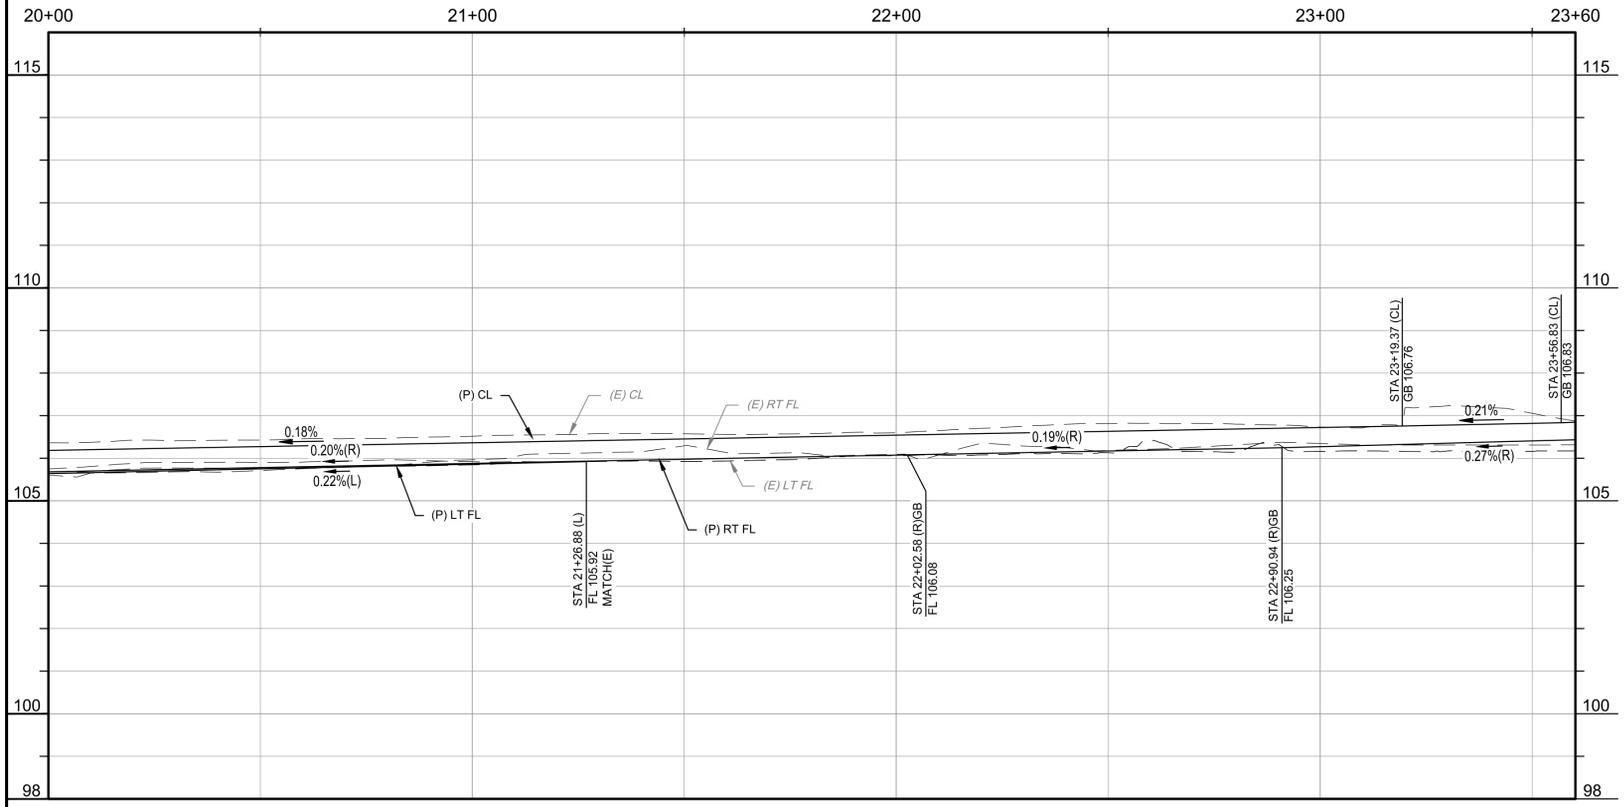 20+00
21+00
22+00
23+00
23+60
115
115
110
110
STA 23+19.37 (CL)
GB 106.76
STA 23+56.83 (CL)
GB 106.83
(P) CL
(E) CL
(E) RT FL
0.18%
0.20%(R)
0.22%(L)
0.19%(R)
0.21%
0.27%(R)
(E) LT FL
(P) LT FL
(P) RT FL
105
105
STA 21+26.88 (L)
FL 105.92
MATCH(E)
STA 22+02.58 (R)GB
FL 106.08
STA 22+90.94 (R)GB
FL 106.25
100
100
98
98